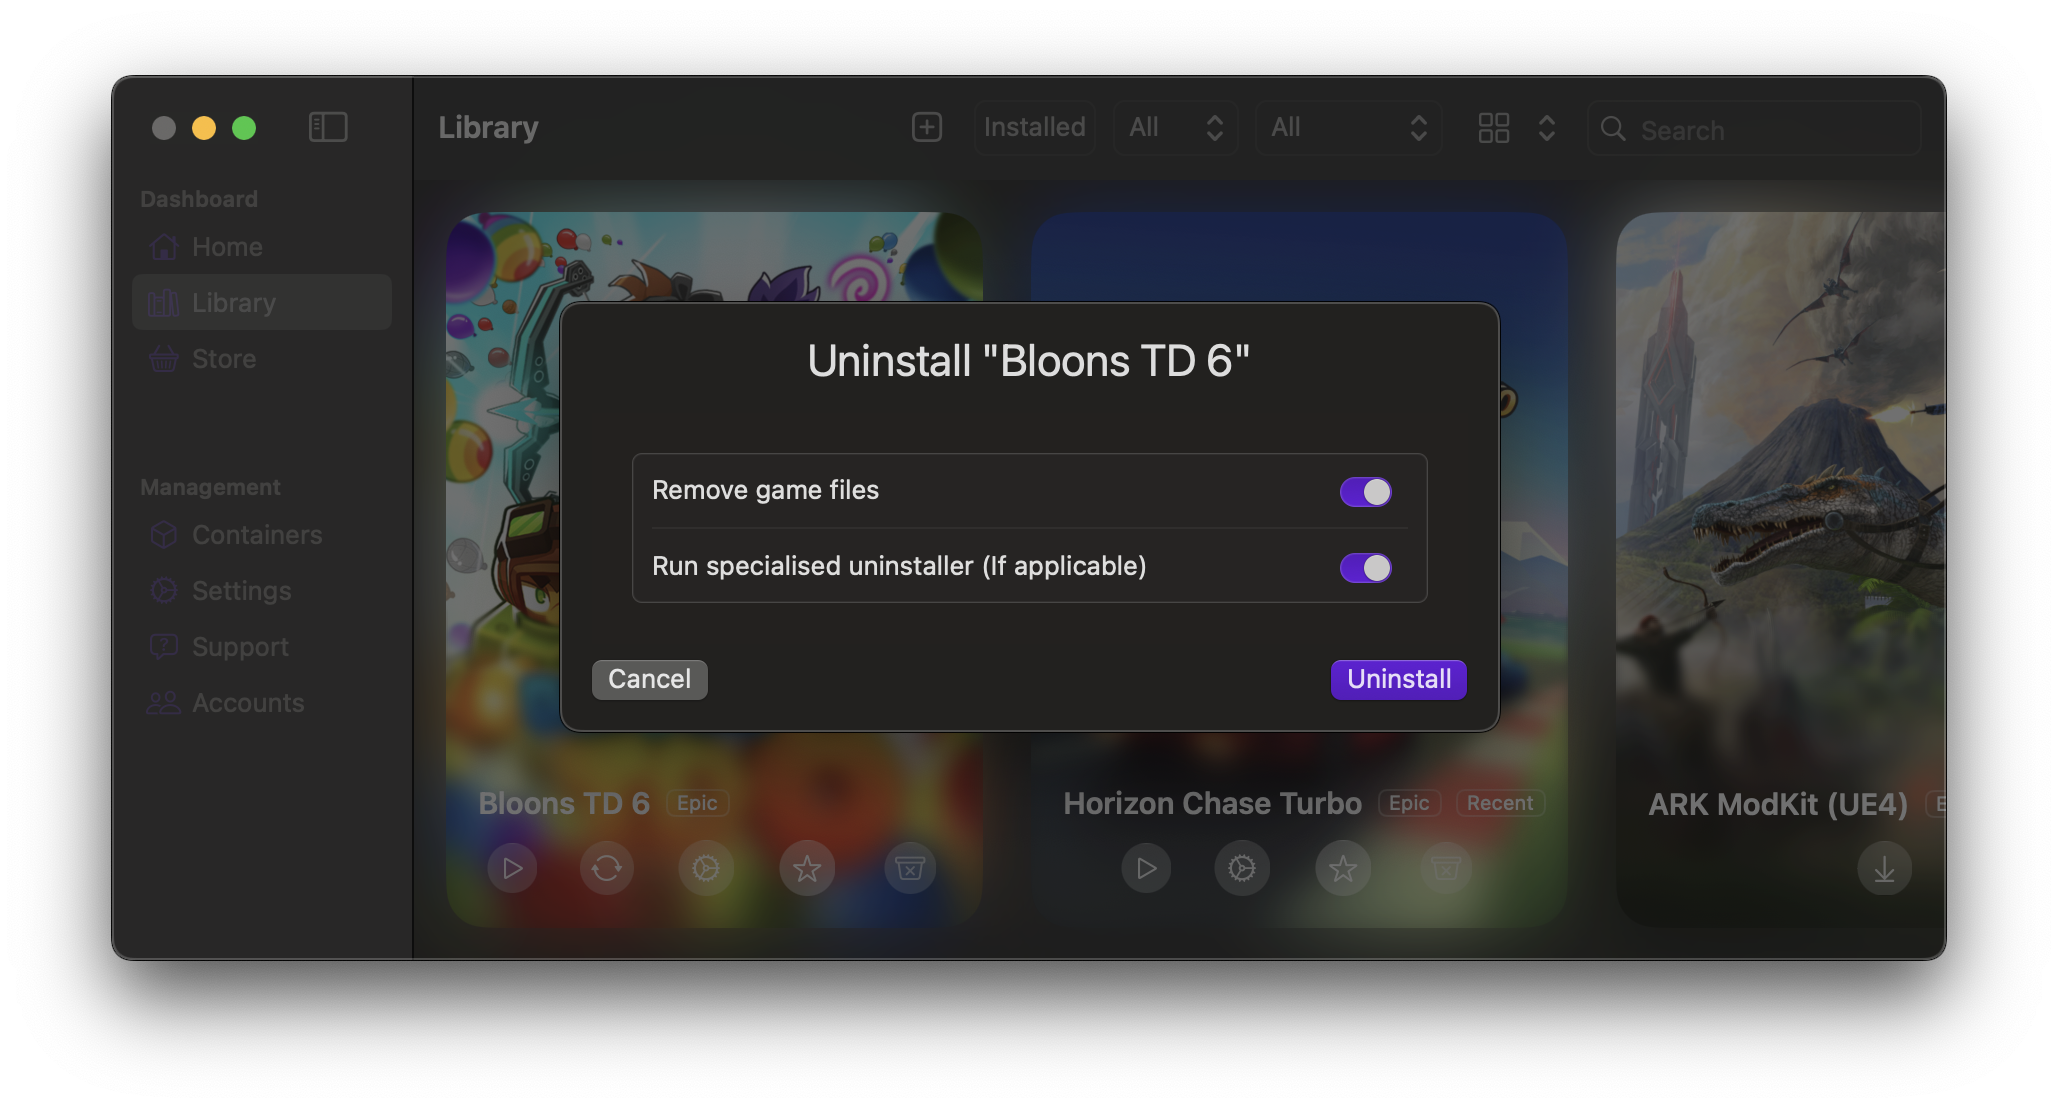 Library
Installed
All
All
Search
Dashboard
Home
Library
Store
Management
Containers
Settings
Support
Accounts
Uninstall "Bloons TD 6"
Remove game files
Run specialised uninstaller (If applicable)
Cancel
Uninstall
Bloons TD 6 Epic
Horizon Chase Turbo Epic Recent
ARK ModKit (UE4)